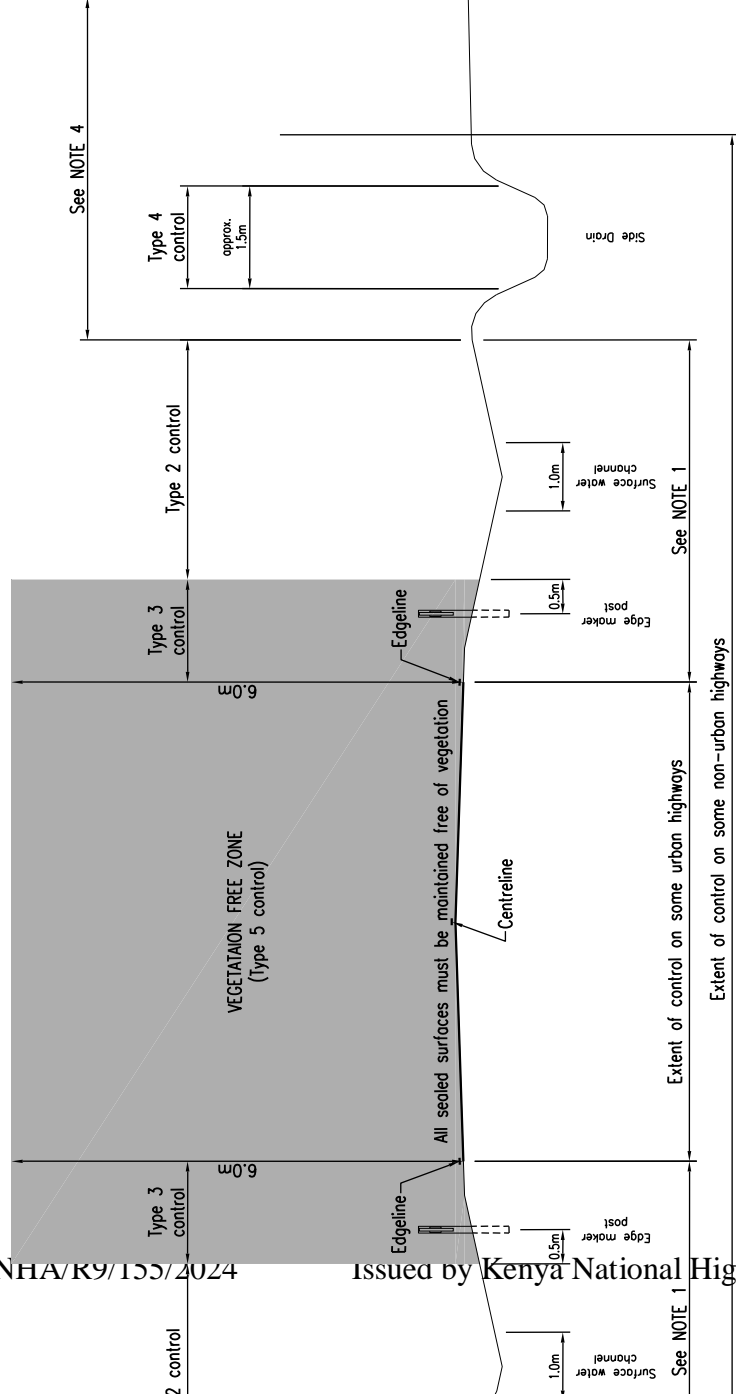 See NOTE 4
Type 4
control
approx.
1.5m
Side Drain
Type 2 control
1.0m
Surface water
channel
See NOTE 1
Type 3
control
Edgeline
0.5m
Edge maker
post
6.0m
VEGETATAION FREE ZONE
(Type 5 control)
All sealed surfaces must be maintained free of vegetation
Centreline
Extent of control on some urban highways
Extent of control on some non-urban highways
6.0m
Type 3
control
Edgeline
0.5m
Edge maker
post
NHA/R9/155/2024 Issued by Kenya National Hig
2 control
1.0m
Surface water
channel
See NOTE 1